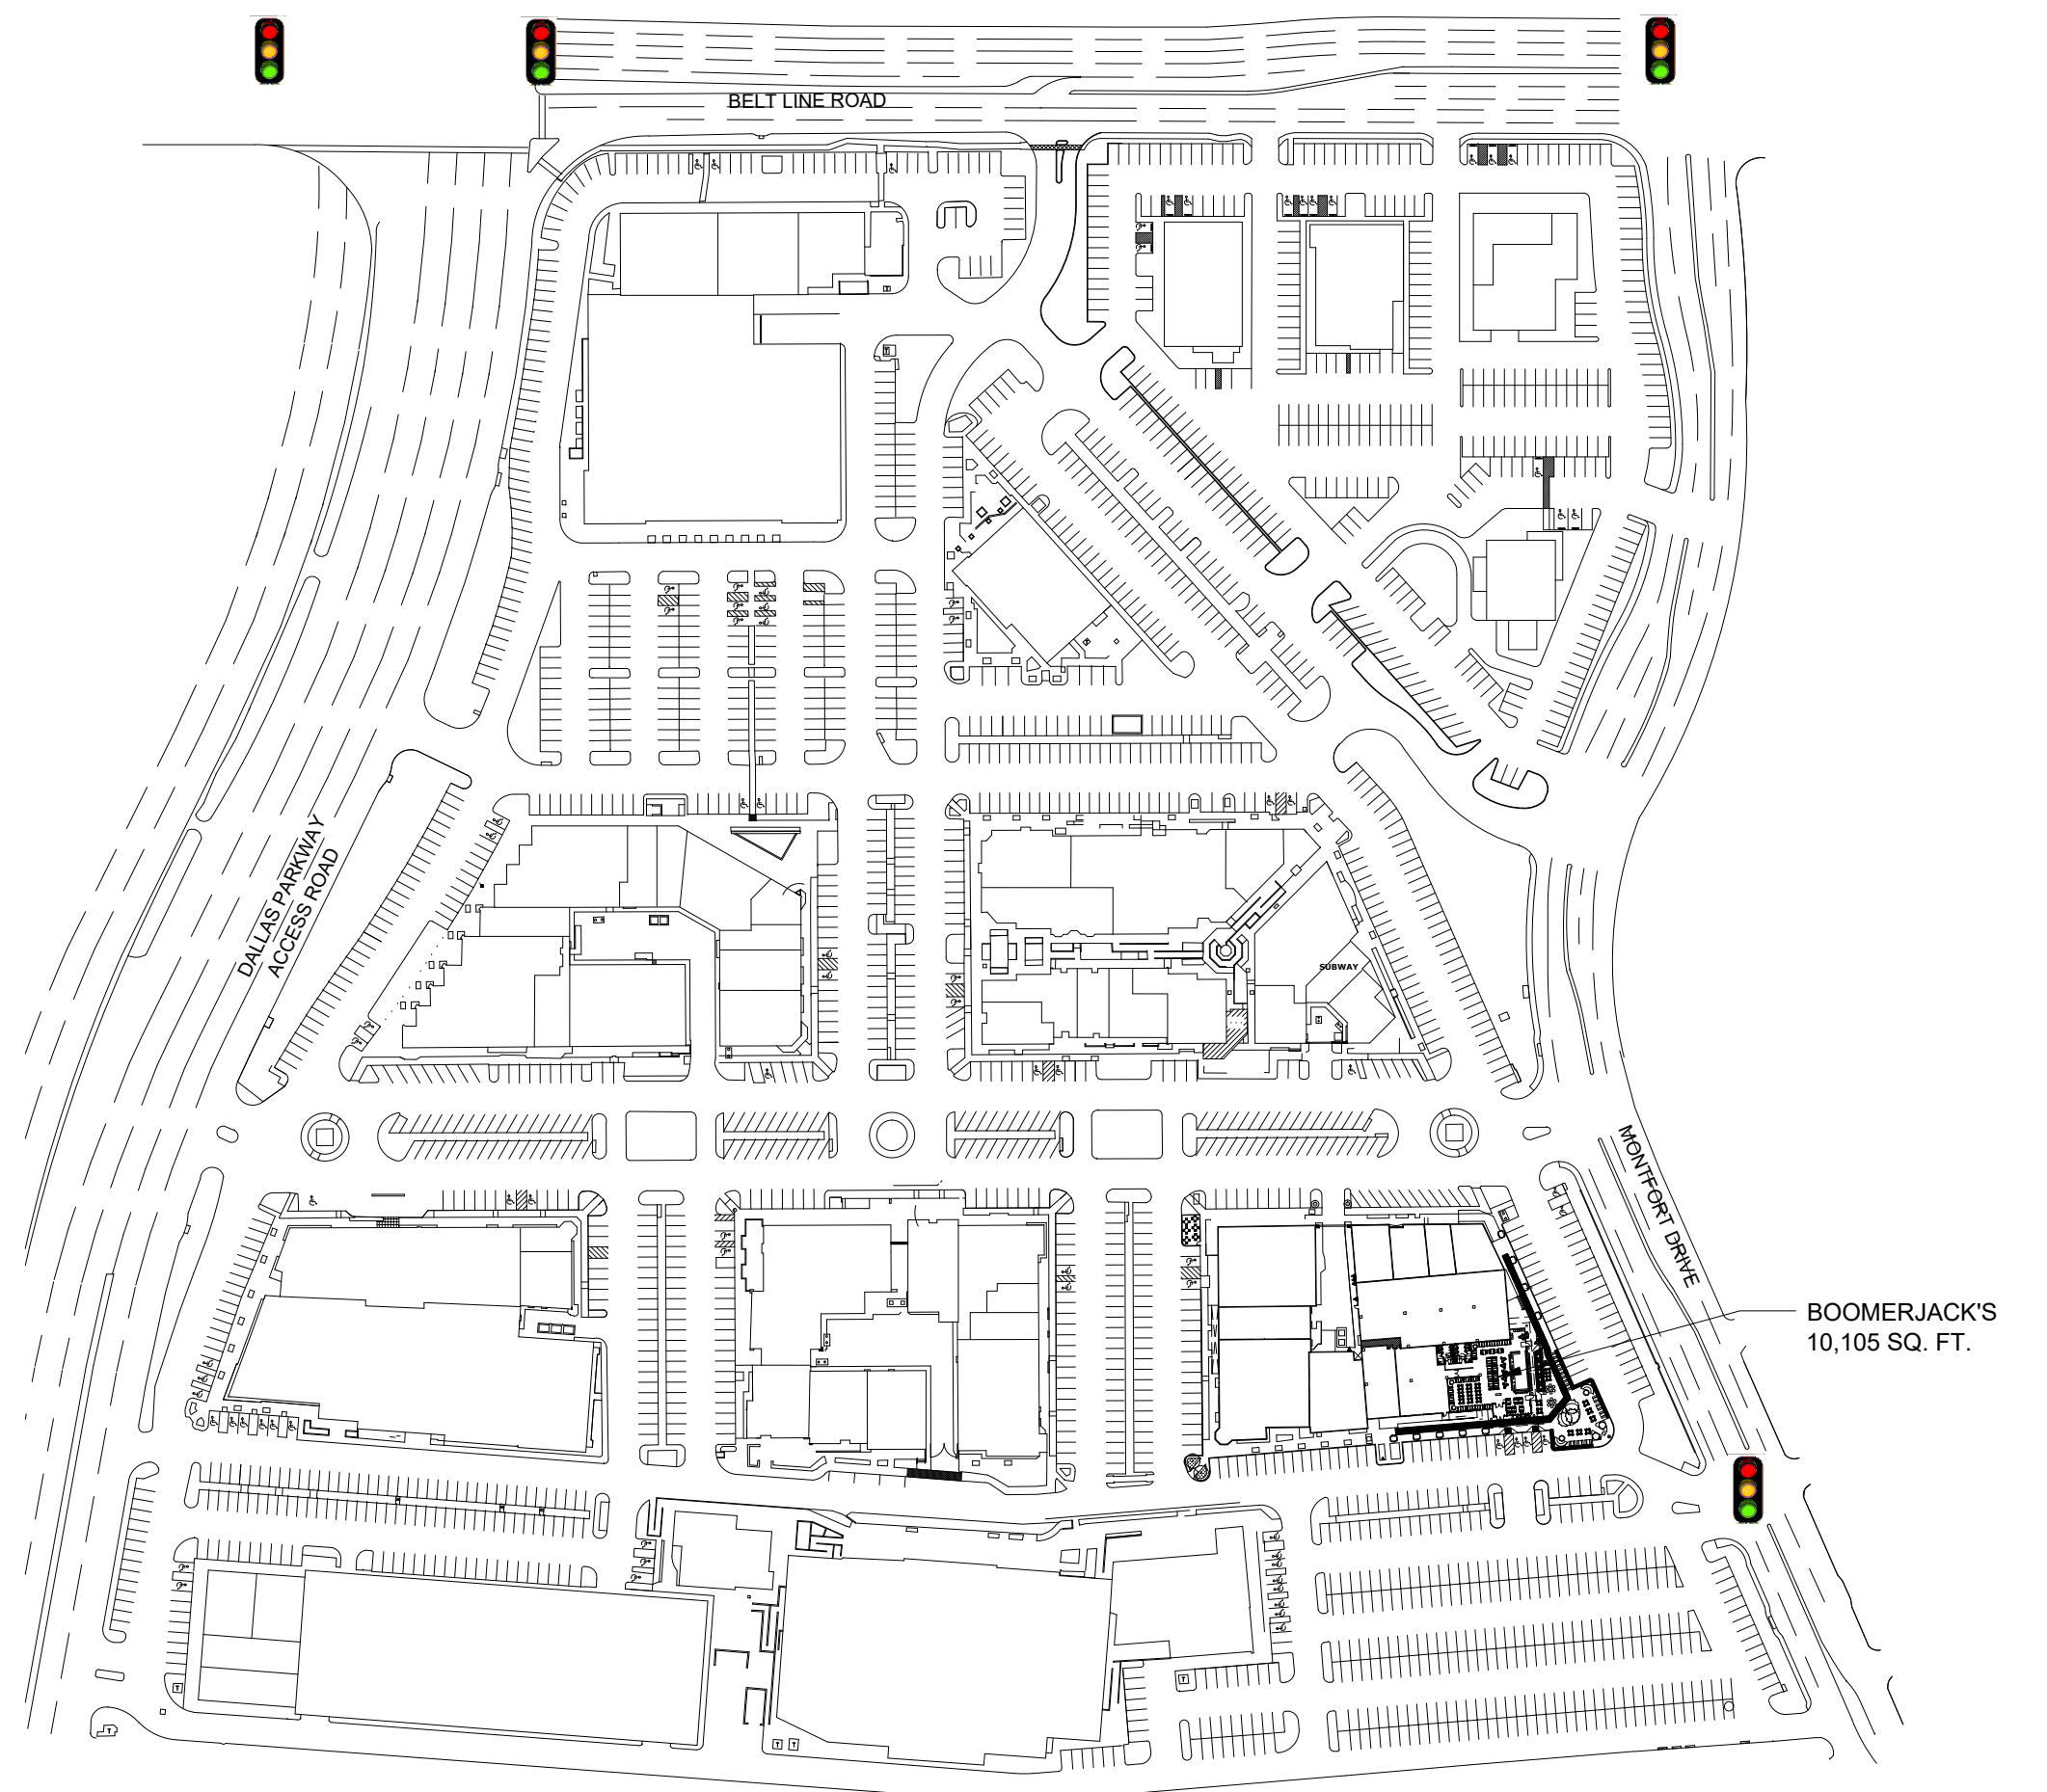 BELT LINE ROAD
DALLAS PARKWAY
ACCESS ROAD
SUBWAY
MONTFORT DRIVE
BOOMERJACK'S
10,105 SQ. FT.